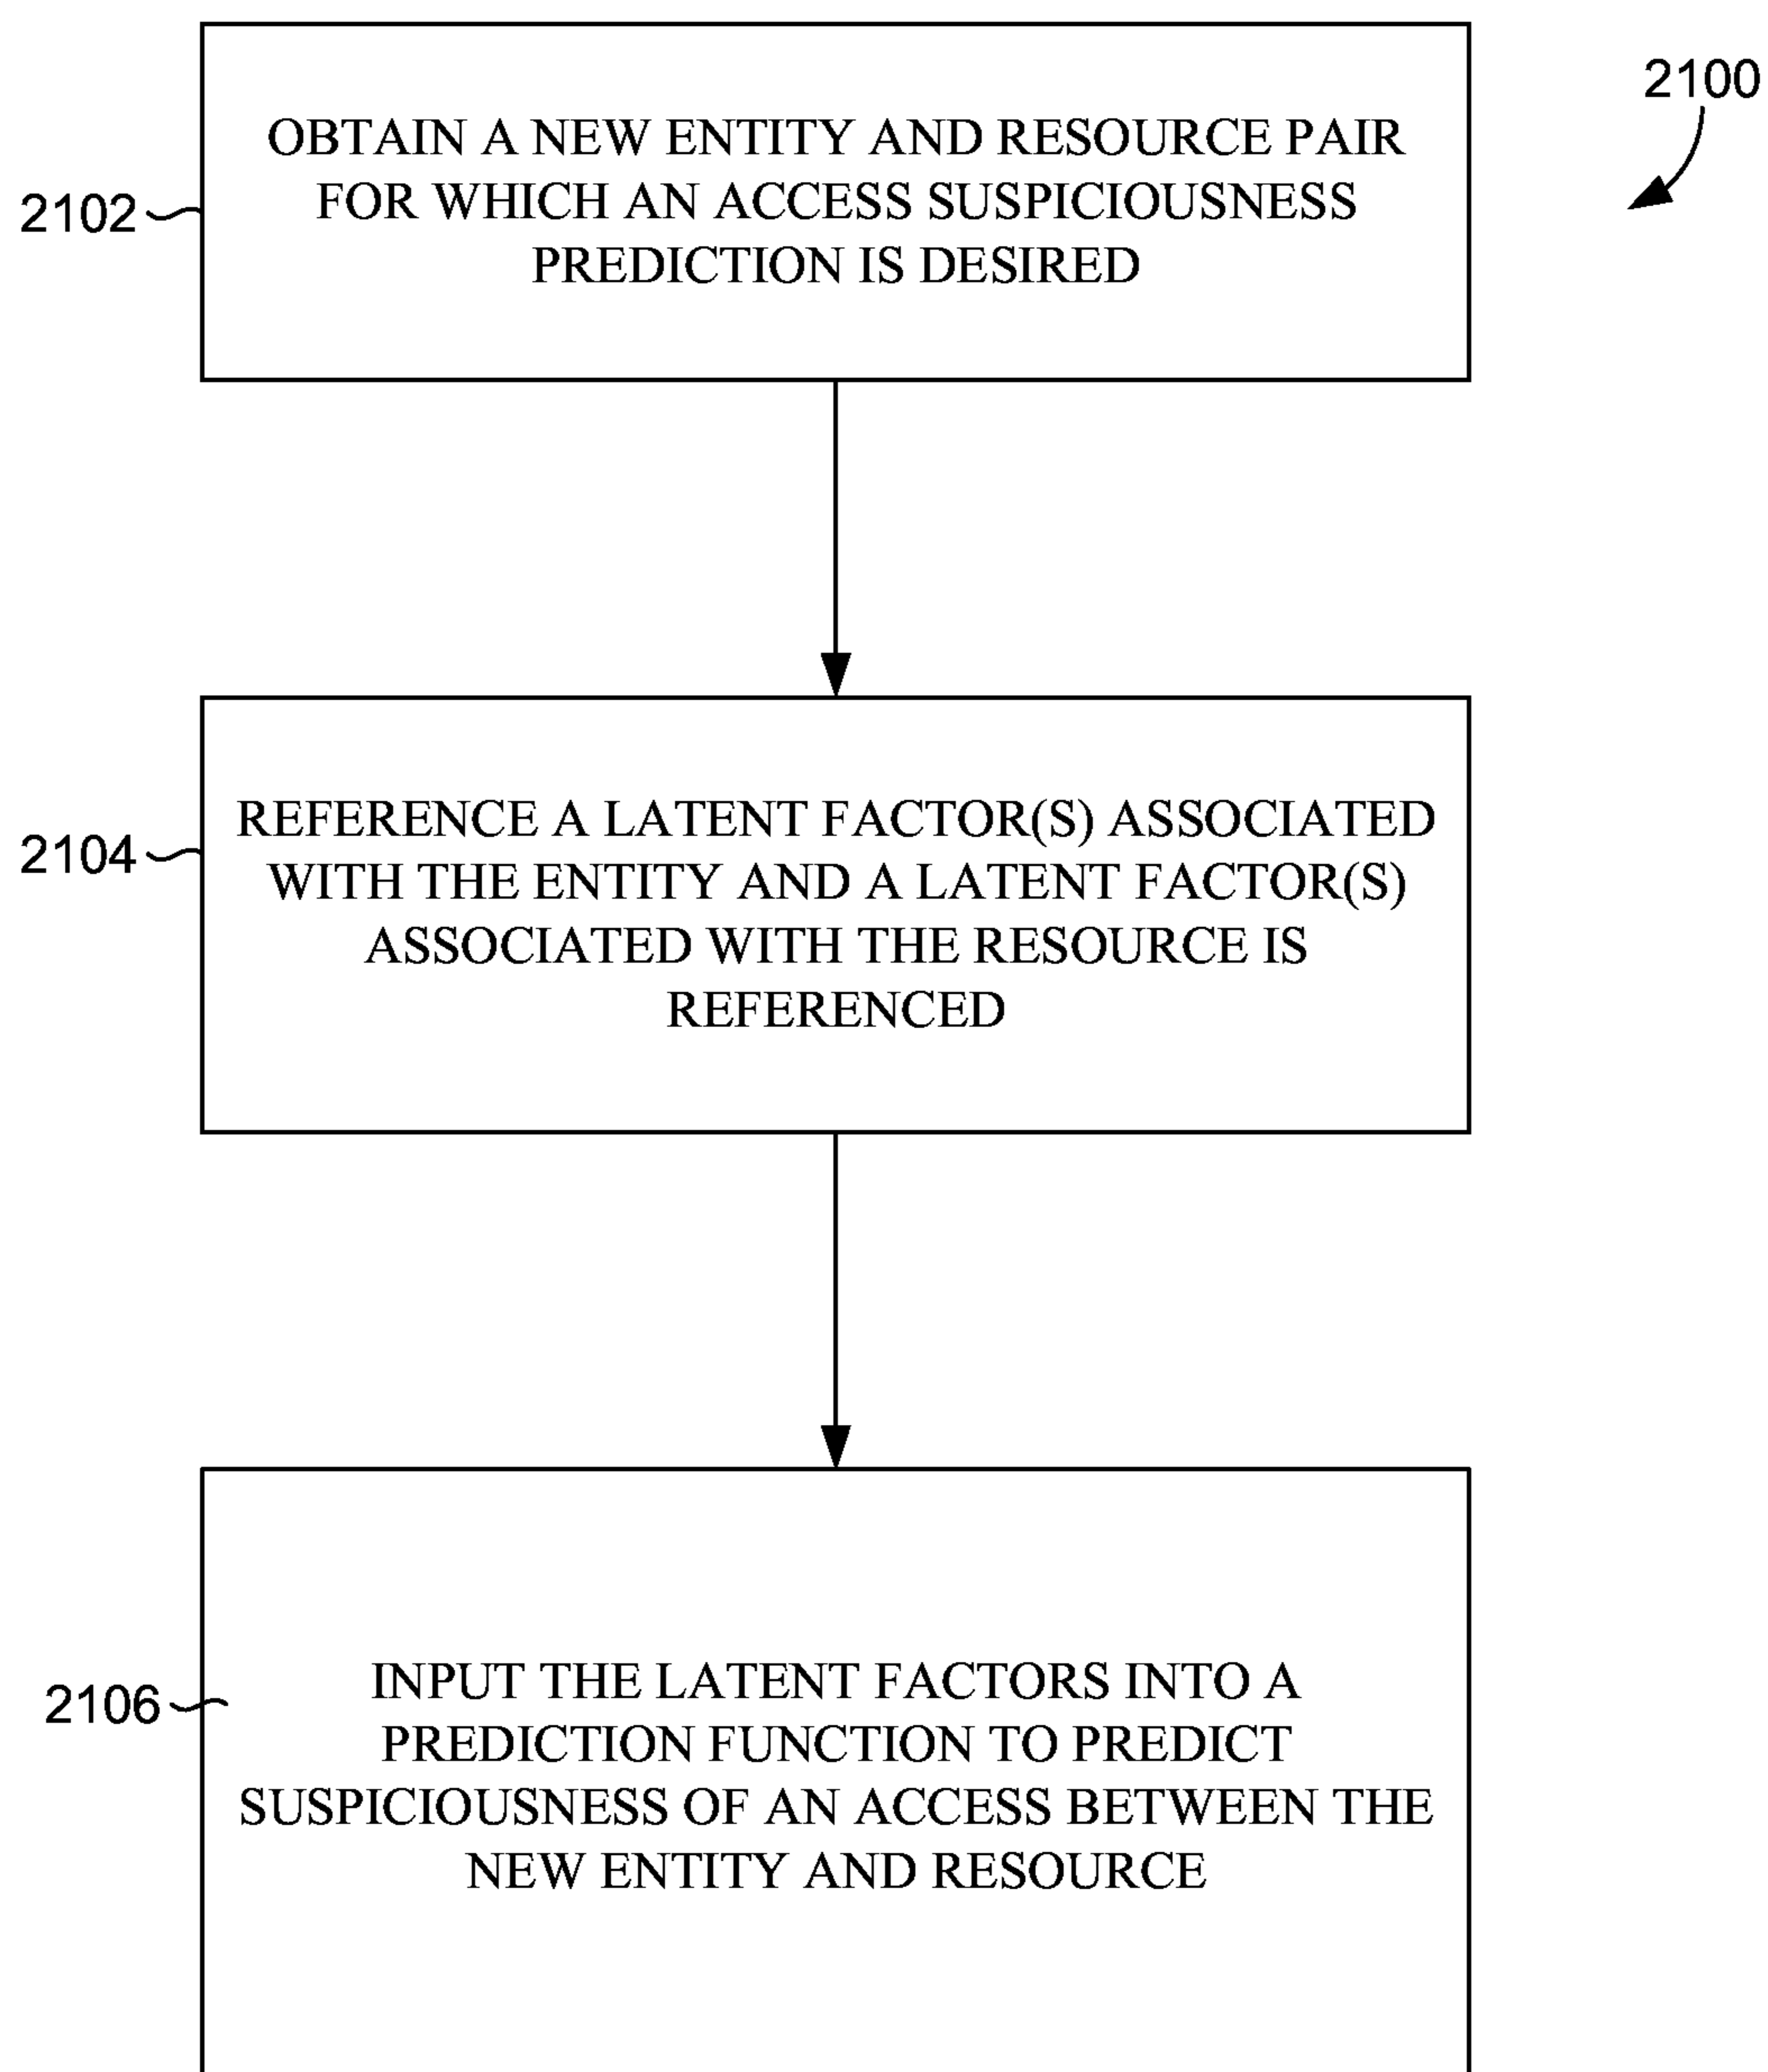 2100
OBTAIN A NEW ENTITY AND RESOURCE PAIR
FOR WHICH AN ACCESS SUSPICIOUSNESS
PREDICTION IS DESIRED
2102
REFERENCE A LATENT FACTOR(S) ASSOCIATED
WITH THE ENTITY AND A LATENT FACTOR(S)
ASSOCIATED WITH THE RESOURCE IS
REFERENCED
2104
INPUT THE LATENT FACTORS INTO A
PREDICTION FUNCTION TO PREDICT
SUSPICIOUSNESS OF AN ACCESS BETWEEN THE
NEW ENTITY AND RESOURCE
2106